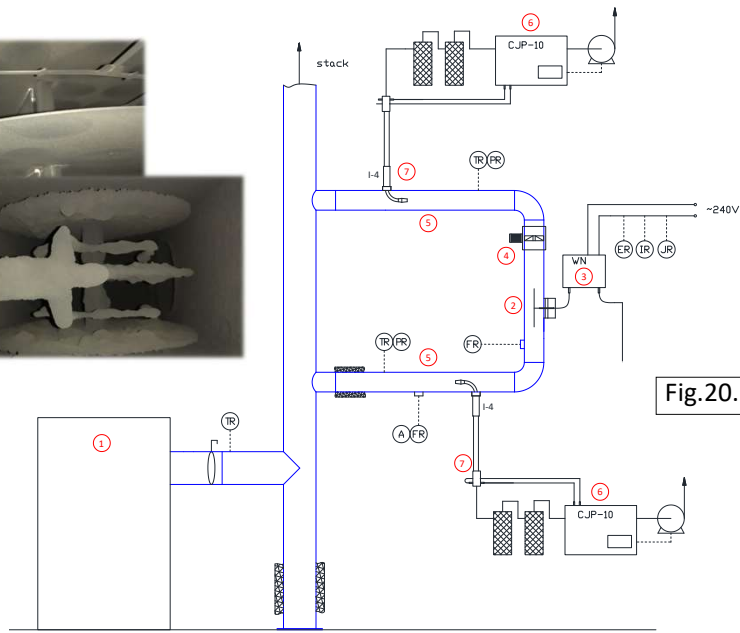 6
CJP-10
stack
7
I-4
TR PR
5
~240V
4
ER IR JR
WN
3
2
TR PR
5
FR
Fig.20.
I-4
A FR
TR
1
7
6
CJP-10